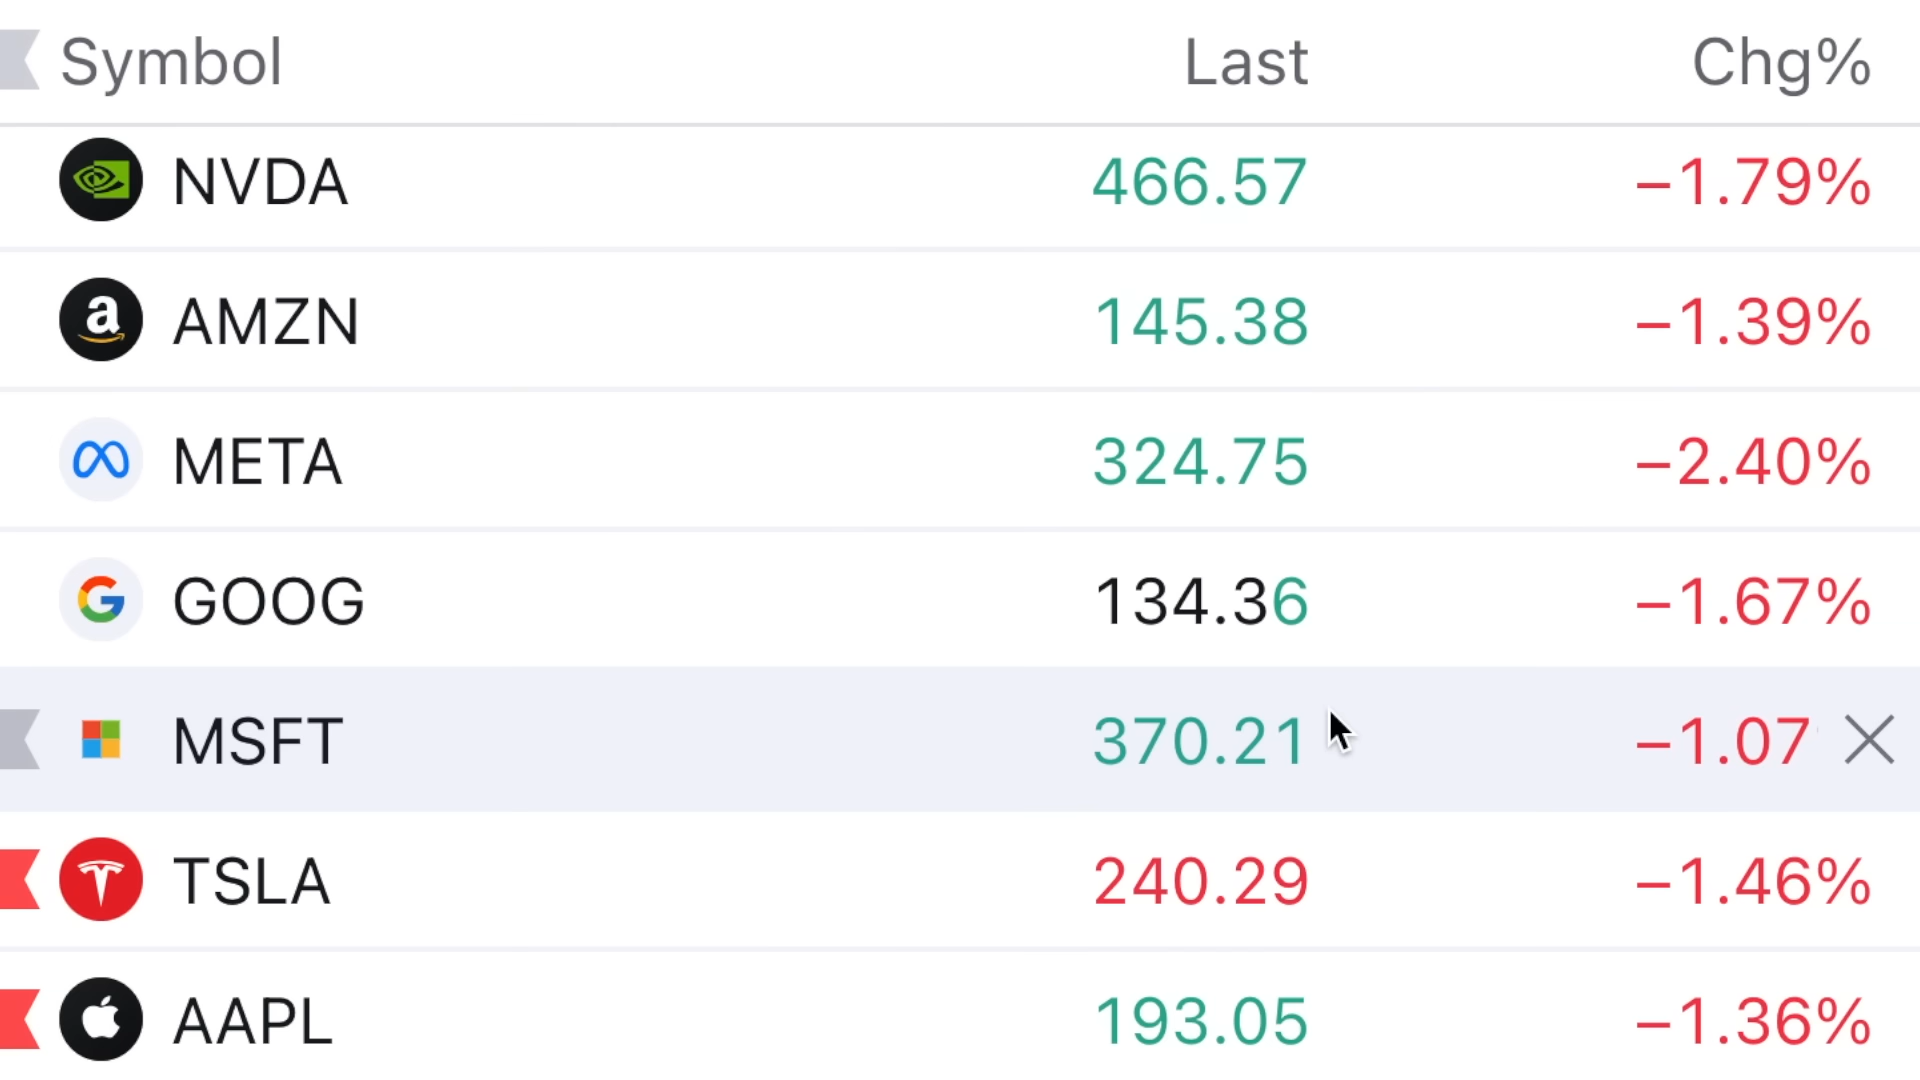 Symbol Last Chg%
NVDA 466.57 −1.79%
AMZN 145.38 −1.39%
META 324.75 −2.40%
GOOG 134.36 −1.67%
MSFT 370.21 −1.07
TSLA 240.29 −1.46%
AAPL 193.05 −1.36%